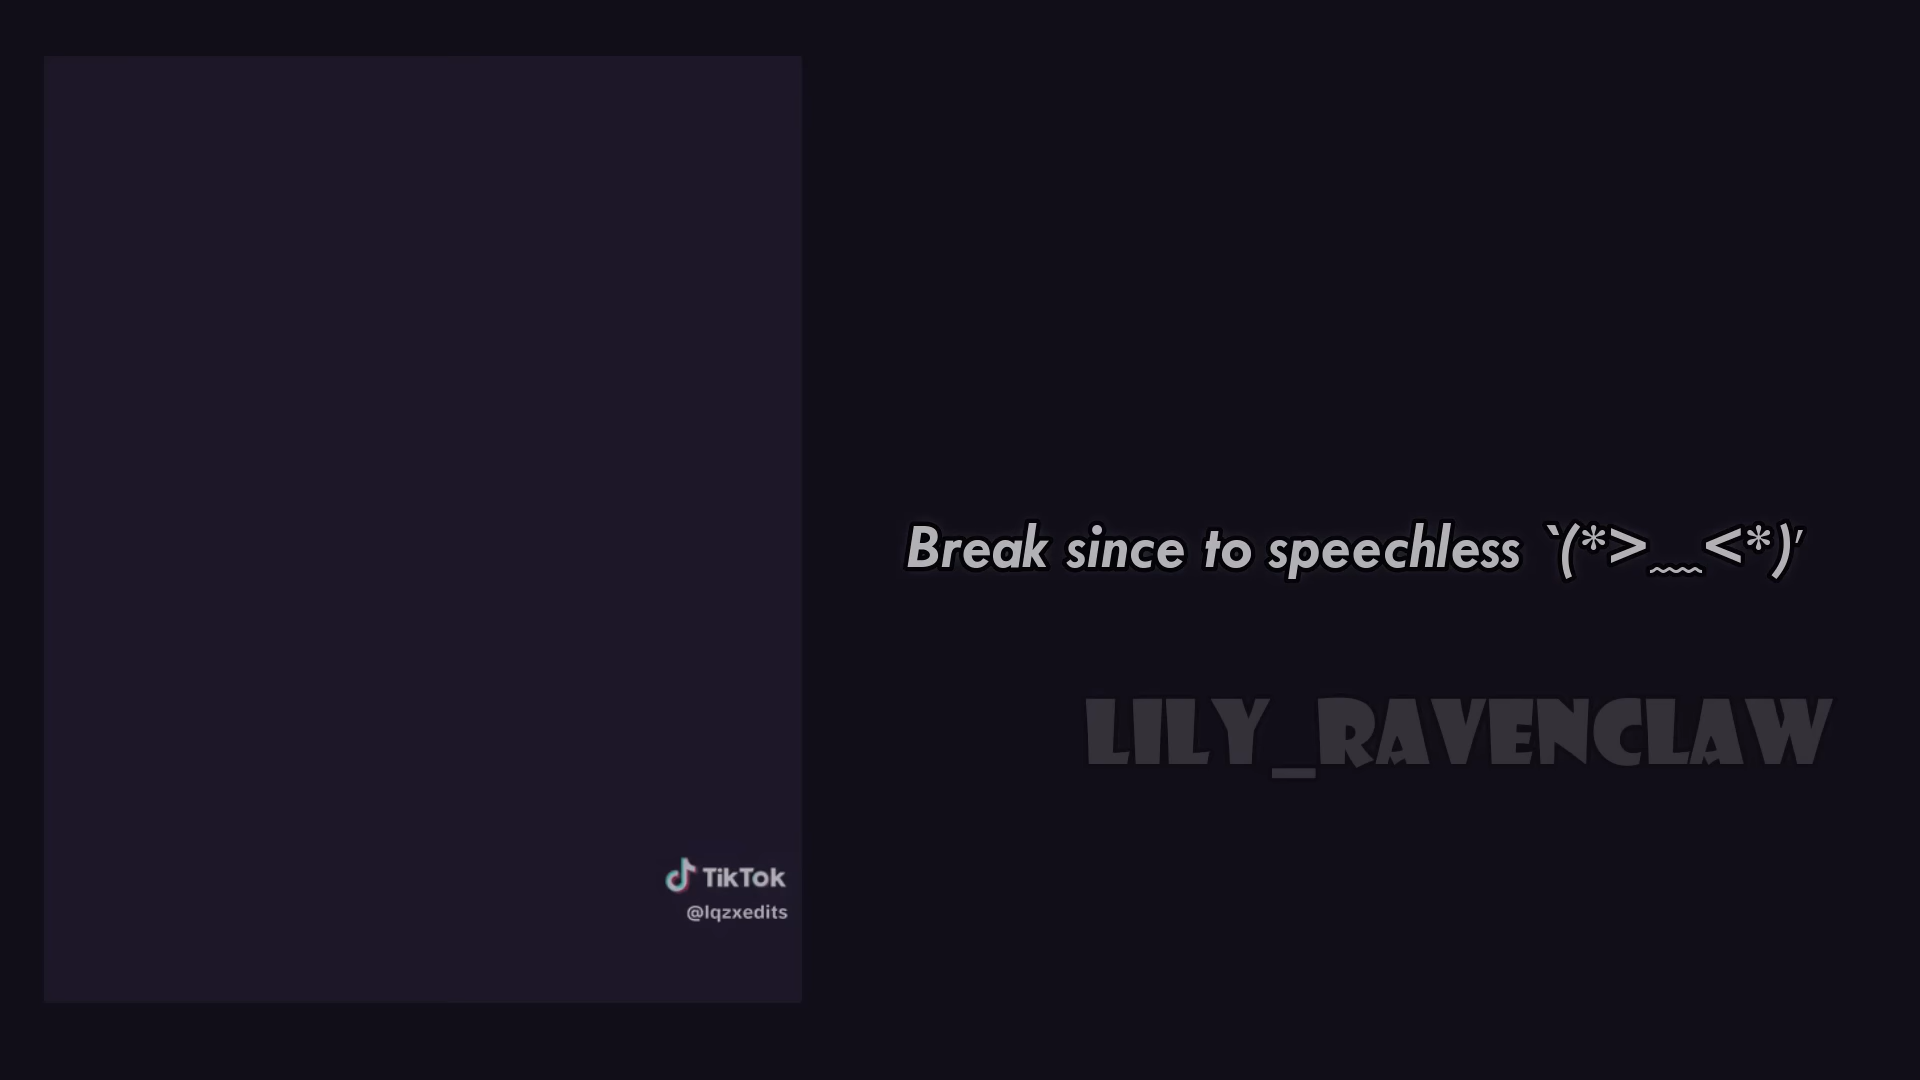 Break since to speechless `(*>﹏<*)′
LILY_RAVENCLAW
TikTok
@lqzxedits